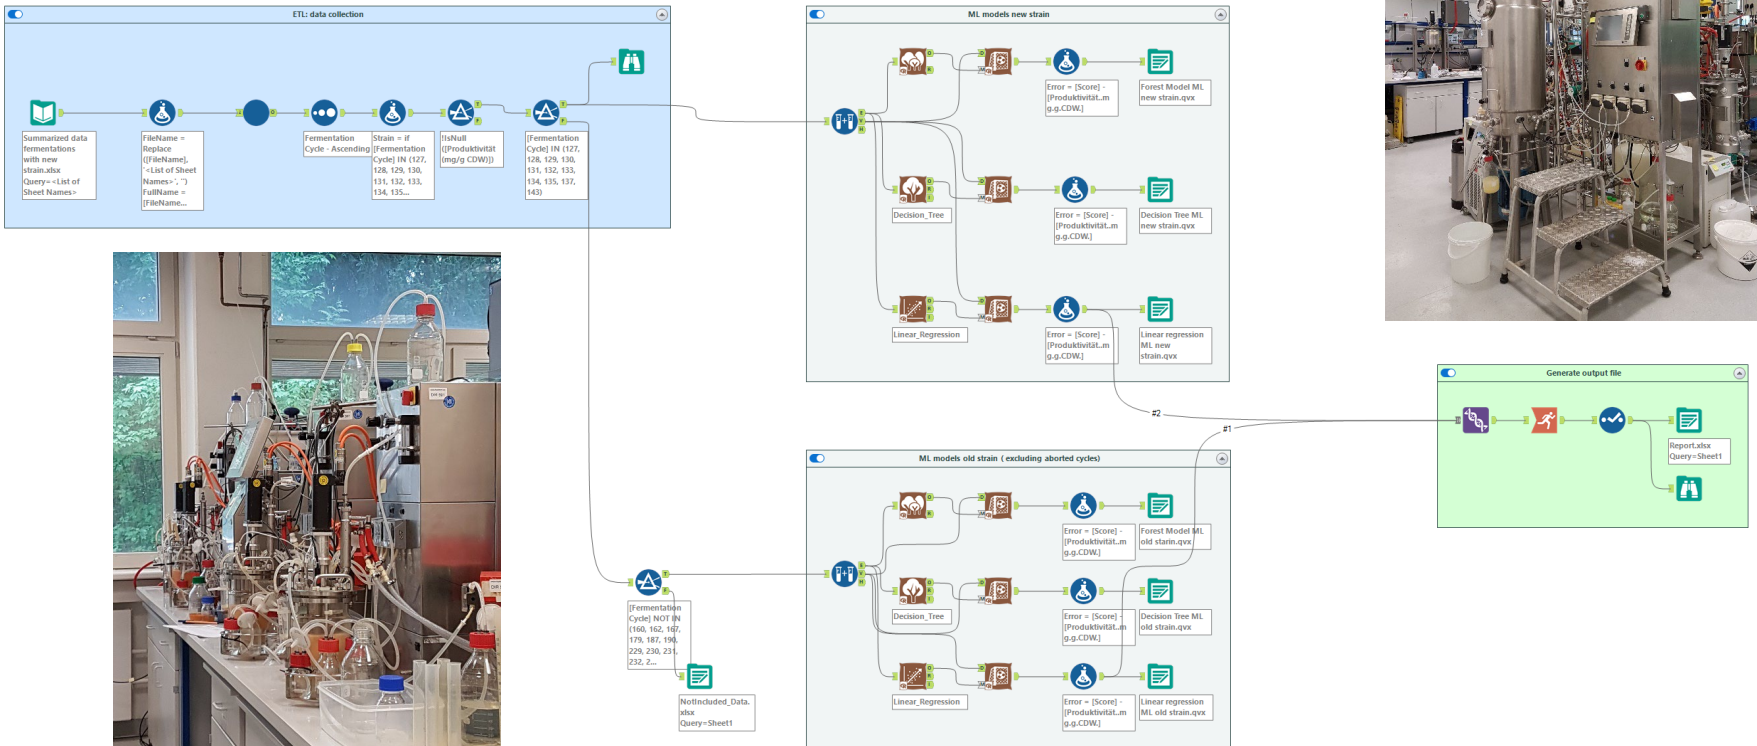 ETL: data collection
Summarized data
fermentations
with new
strain.xlsx
Query=<List of
Sheet Names>
FileName =
Replace
([FileName],
'<List of Sheet
Names>', '')
FullName =
[FileName...
Fermentation
Cycle - Ascending
Strain = if
[Fermentation
Cycle] IN (127,
128, 129, 130,
131, 132, 133,
134, 135...
!IsNull
([Produktivität
(mg/g CDW)])
[Fermentation
Cycle] IN (127,
128, 129, 130,
131, 132, 133,
134, 135, 137,
143)
ML models new strain
Error = [Score] -
[Produktivität..m
g.g.CDW.]
Forest Model ML
new strain.qvx
Decision_Tree
Error = [Score] -
[Produktivität..m
g.g.CDW.]
Decision Tree ML
new strain.qvx
Linear_Regression
Error = [Score] -
[Produktivität..m
g.g.CDW.]
Linear regression
ML new
strain.qvx
#2
#1
Generate output file
Report.xlsx
Query=Sheet1
[Fermentation
Cycle] NOT IN
(160, 162, 167,
179, 187, 190,
229, 230, 231,
232, 2...
NotIncluded_Data.
xlsx
Query=Sheet1
ML models old strain ( excluding aborted cycles)
Error = [Score] -
[Produktivität..m
g.g.CDW.]
Forest Model ML
old starin.qvx
Decision_Tree
Error = [Score] -
[Produktivität..m
g.g.CDW.]
Decision Tree ML
old strain.qvx
Linear_Regression
Error = [Score] -
[Produktivität..m
g.g.CDW.]
Linear regression
ML old strain.qvx